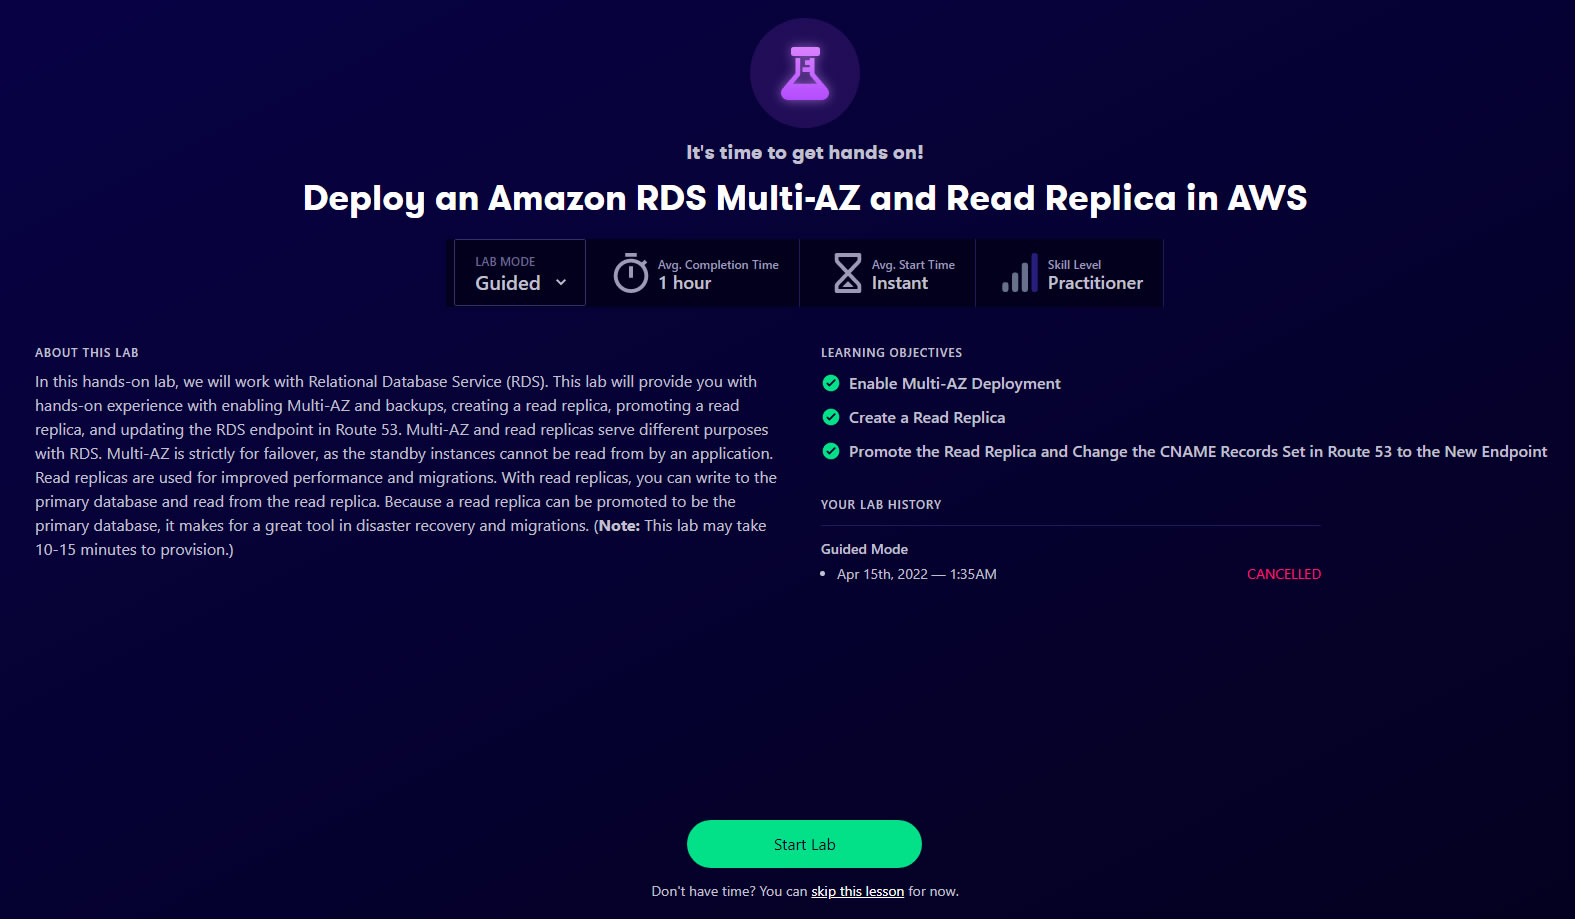 It's time to get hands on!
Deploy an Amazon RDS Multi-AZ and Read Replica in AWS
LAB MODE
Guided
Avg. Completion Time
1 hour
Avg. Start Time
Instant
Skill Level
Practitioner
ABOUT THIS LAB
In this hands-on lab, we will work with Relational Database Service (RDS). This lab will provide you with
hands-on experience with enabling Multi-AZ and backups, creating a read replica, promoting a read
replica, and updating the RDS endpoint in Route 53. Multi-AZ and read replicas serve different purposes
with RDS. Multi-AZ is strictly for failover, as the standby instances cannot be read from by an application.
Read replicas are used for improved performance and migrations. With read replicas, you can write to the
primary database and read from the read replica. Because a read replica can be promoted to be the
primary database, it makes for a great tool in disaster recovery and migrations. (Note: This lab may take
10-15 minutes to provision.)
LEARNING OBJECTIVES
Enable Multi-AZ Deployment
Create a Read Replica
Promote the Read Replica and Change the CNAME Records Set in Route 53 to the New Endpoint
YOUR LAB HISTORY
Guided Mode
Apr 15th, 2022 — 1:35AM
CANCELLED
Start Lab
Don't have time? You can skip this lesson for now.